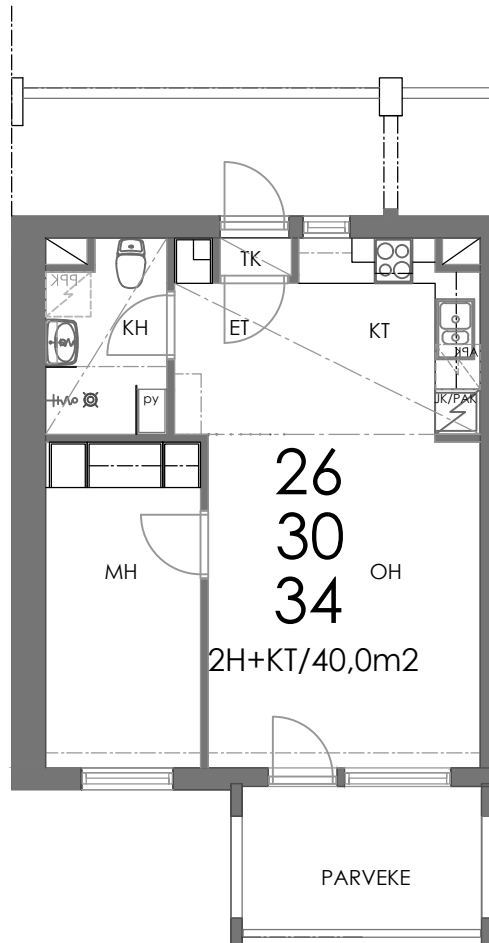 TK
PPK
KH
ET
KT
APK
JK/PAK
py
26
30
34
MH
OH
2H+KT/40,0m2
PARVEKE